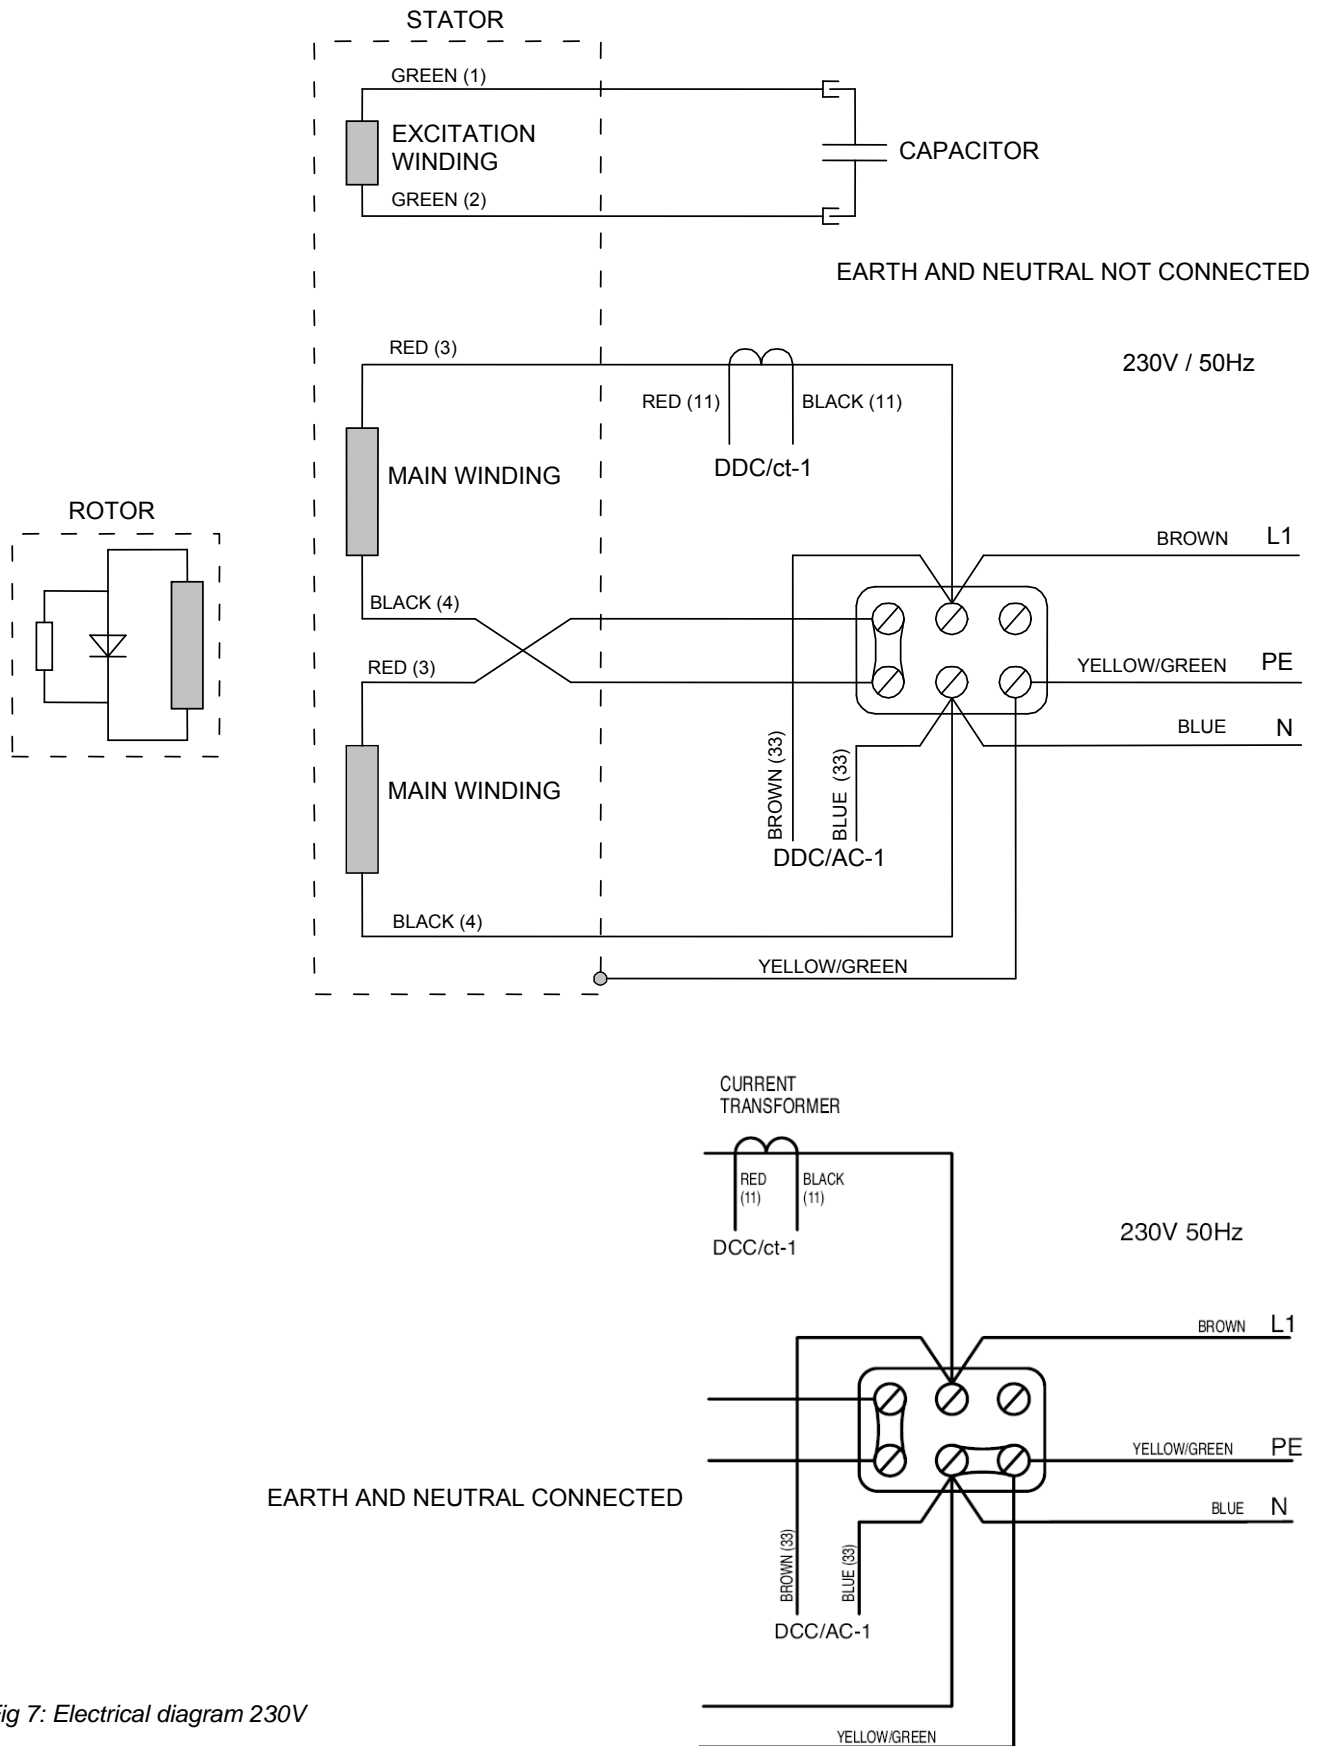 STATOR
GREEN (1)
EXCITATION
WINDING
CAPACITOR
GREEN (2)
EARTH AND NEUTRAL NOT CONNECTED
RED (3)
230V / 50Hz
RED (11)
BLACK (11)
DDC/ct-1
MAIN WINDING
ROTOR
BROWN
L1
BLACK (4)
RED (3)
YELLOW/GREEN
PE
BLUE
N
BROWN (33)
BLUE (33)
MAIN WINDING
DDC/AC-1
BLACK (4)
YELLOW/GREEN
CURRENT
TRANSFORMER
RED
(11)
BLACK
(11)
DCC/ct-1
230V 50Hz
BROWN
L1
YELLOW/GREEN
PE
EARTH AND NEUTRAL CONNECTED
BLUE
N
BROWN (33)
BLUE (33)
DCC/AC-1
ig 7: Electrical diagram 230V
YELLOW/GREEN